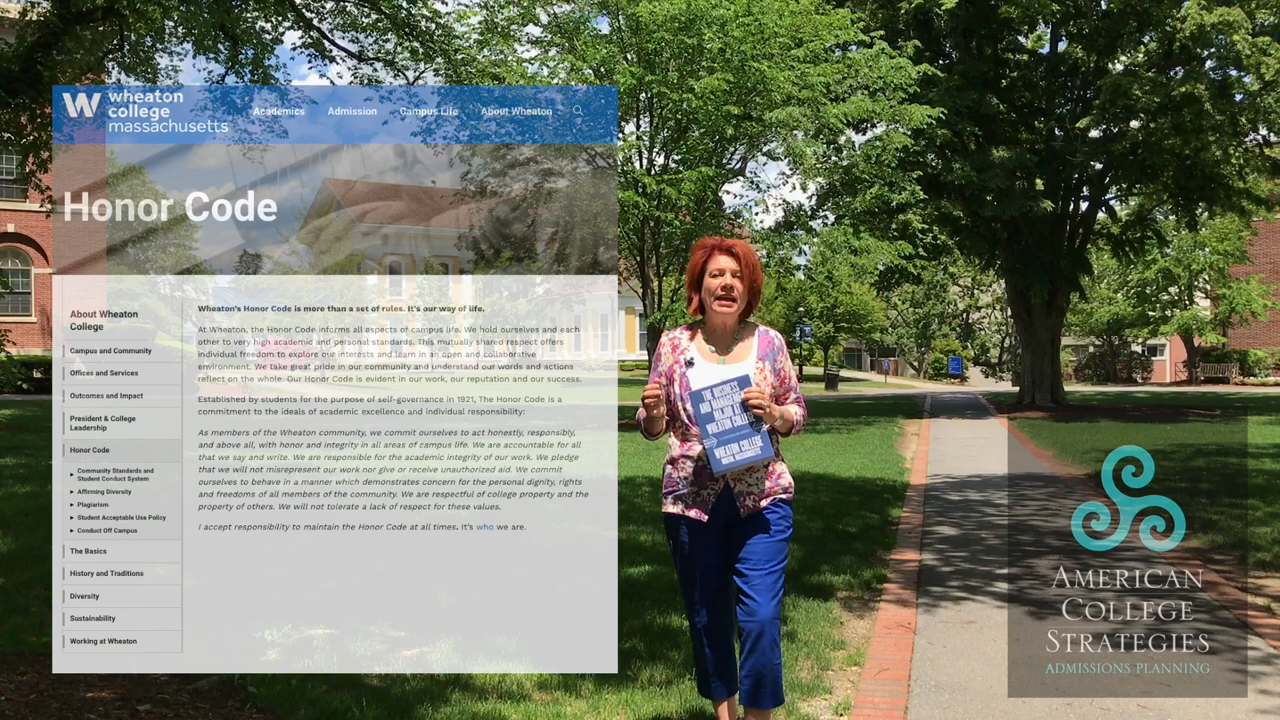 wheaton
college
massachusetts
Academics
Admission
Campus Life
About Wheaton
Honor Code
About Wheaton
College
Campus and Community
Offices and Services
Outcomes and Impact
President & College
Leadership
Honor Code
Community Standards and
Student Conduct System
Affirming Diversity
Plagiarism
Student Acceptable Use Policy
Conduct Off Campus
The Basics
History and Traditions
Diversity
Sustainability
Working at Wheaton
Wheaton's Honor Code is more than a set of rules. It's our way of life.
At Wheaton, the Honor Code informs all aspects of campus life. We hold ourselves and each
other to very high academic and personal standards. This mutually shared respect offers
individual freedom to explore our interests and learn in an open and collaborative
environment. We take great pride in our community and understand our words and actions
reflect on the whole. Our Honor Code is evident in our work, our reputation and our success.
Established by students for the purpose of self-governance in 1921, The Honor Code is a
commitment to the ideals of academic excellence and individual responsibility:
As members of the Wheaton community, we commit ourselves to act honestly, responsibly,
and above all, with honor and integrity in all areas of campus life. We are accountable for all
that we say and write. We are responsible for the academic integrity of our work. We pledge
that we will not misrepresent our work nor give or receive unauthorized aid. We commit
ourselves to behave in a manner which demonstrates concern for the personal dignity, rights
and freedoms of all members of the community. We are respectful of college property and the
property of others. We will not tolerate a lack of respect for these values.
I accept responsibility to maintain the Honor Code at all times. It's who we are.
THE BUSINESS
AND MANAGEMENT
MAJOR AT
WHEATON COLLEGE
WHEATON COLLEGE
AMERICAN
COLLEGE
STRATEGIES
ADMISSIONS PLANNING